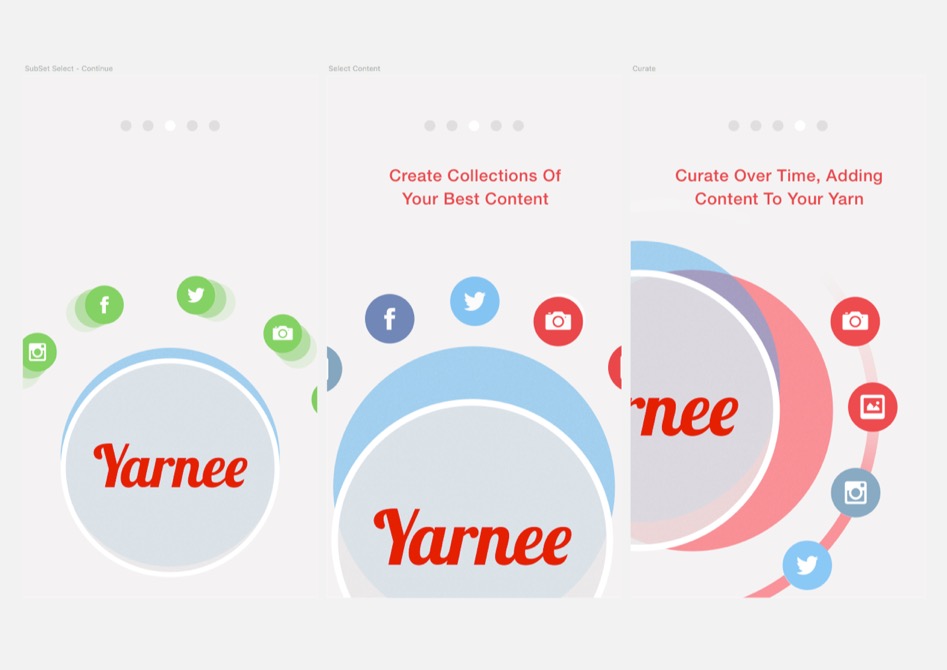 SubSet Select - Continue
Select Content
Curate
Create Collections Of
Your Best Content
Curate Over Time, Adding
Content To Your Yarn
Yarnee
Yarnee
rnee